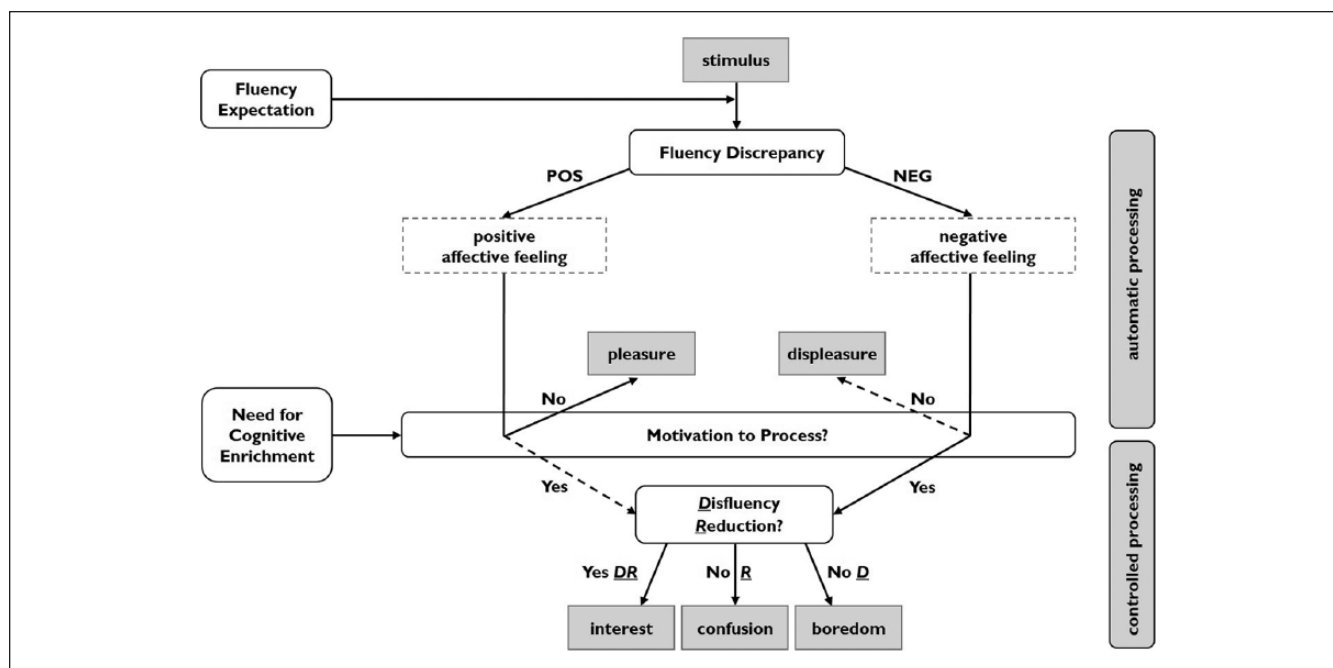 stimulus
Fluency
Expectation
Fluency Discrepancy
POS
NEG
positive
affective feeling
negative
affective feeling
automatic processing
pleasure
displeasure
No
No
Need for
Cognitive
Enrichment
Motivation to Process?
Yes
Yes
Disfluency
Reduction?
controlled processing
Yes DR
No R
No D
interest
confusion
boredom